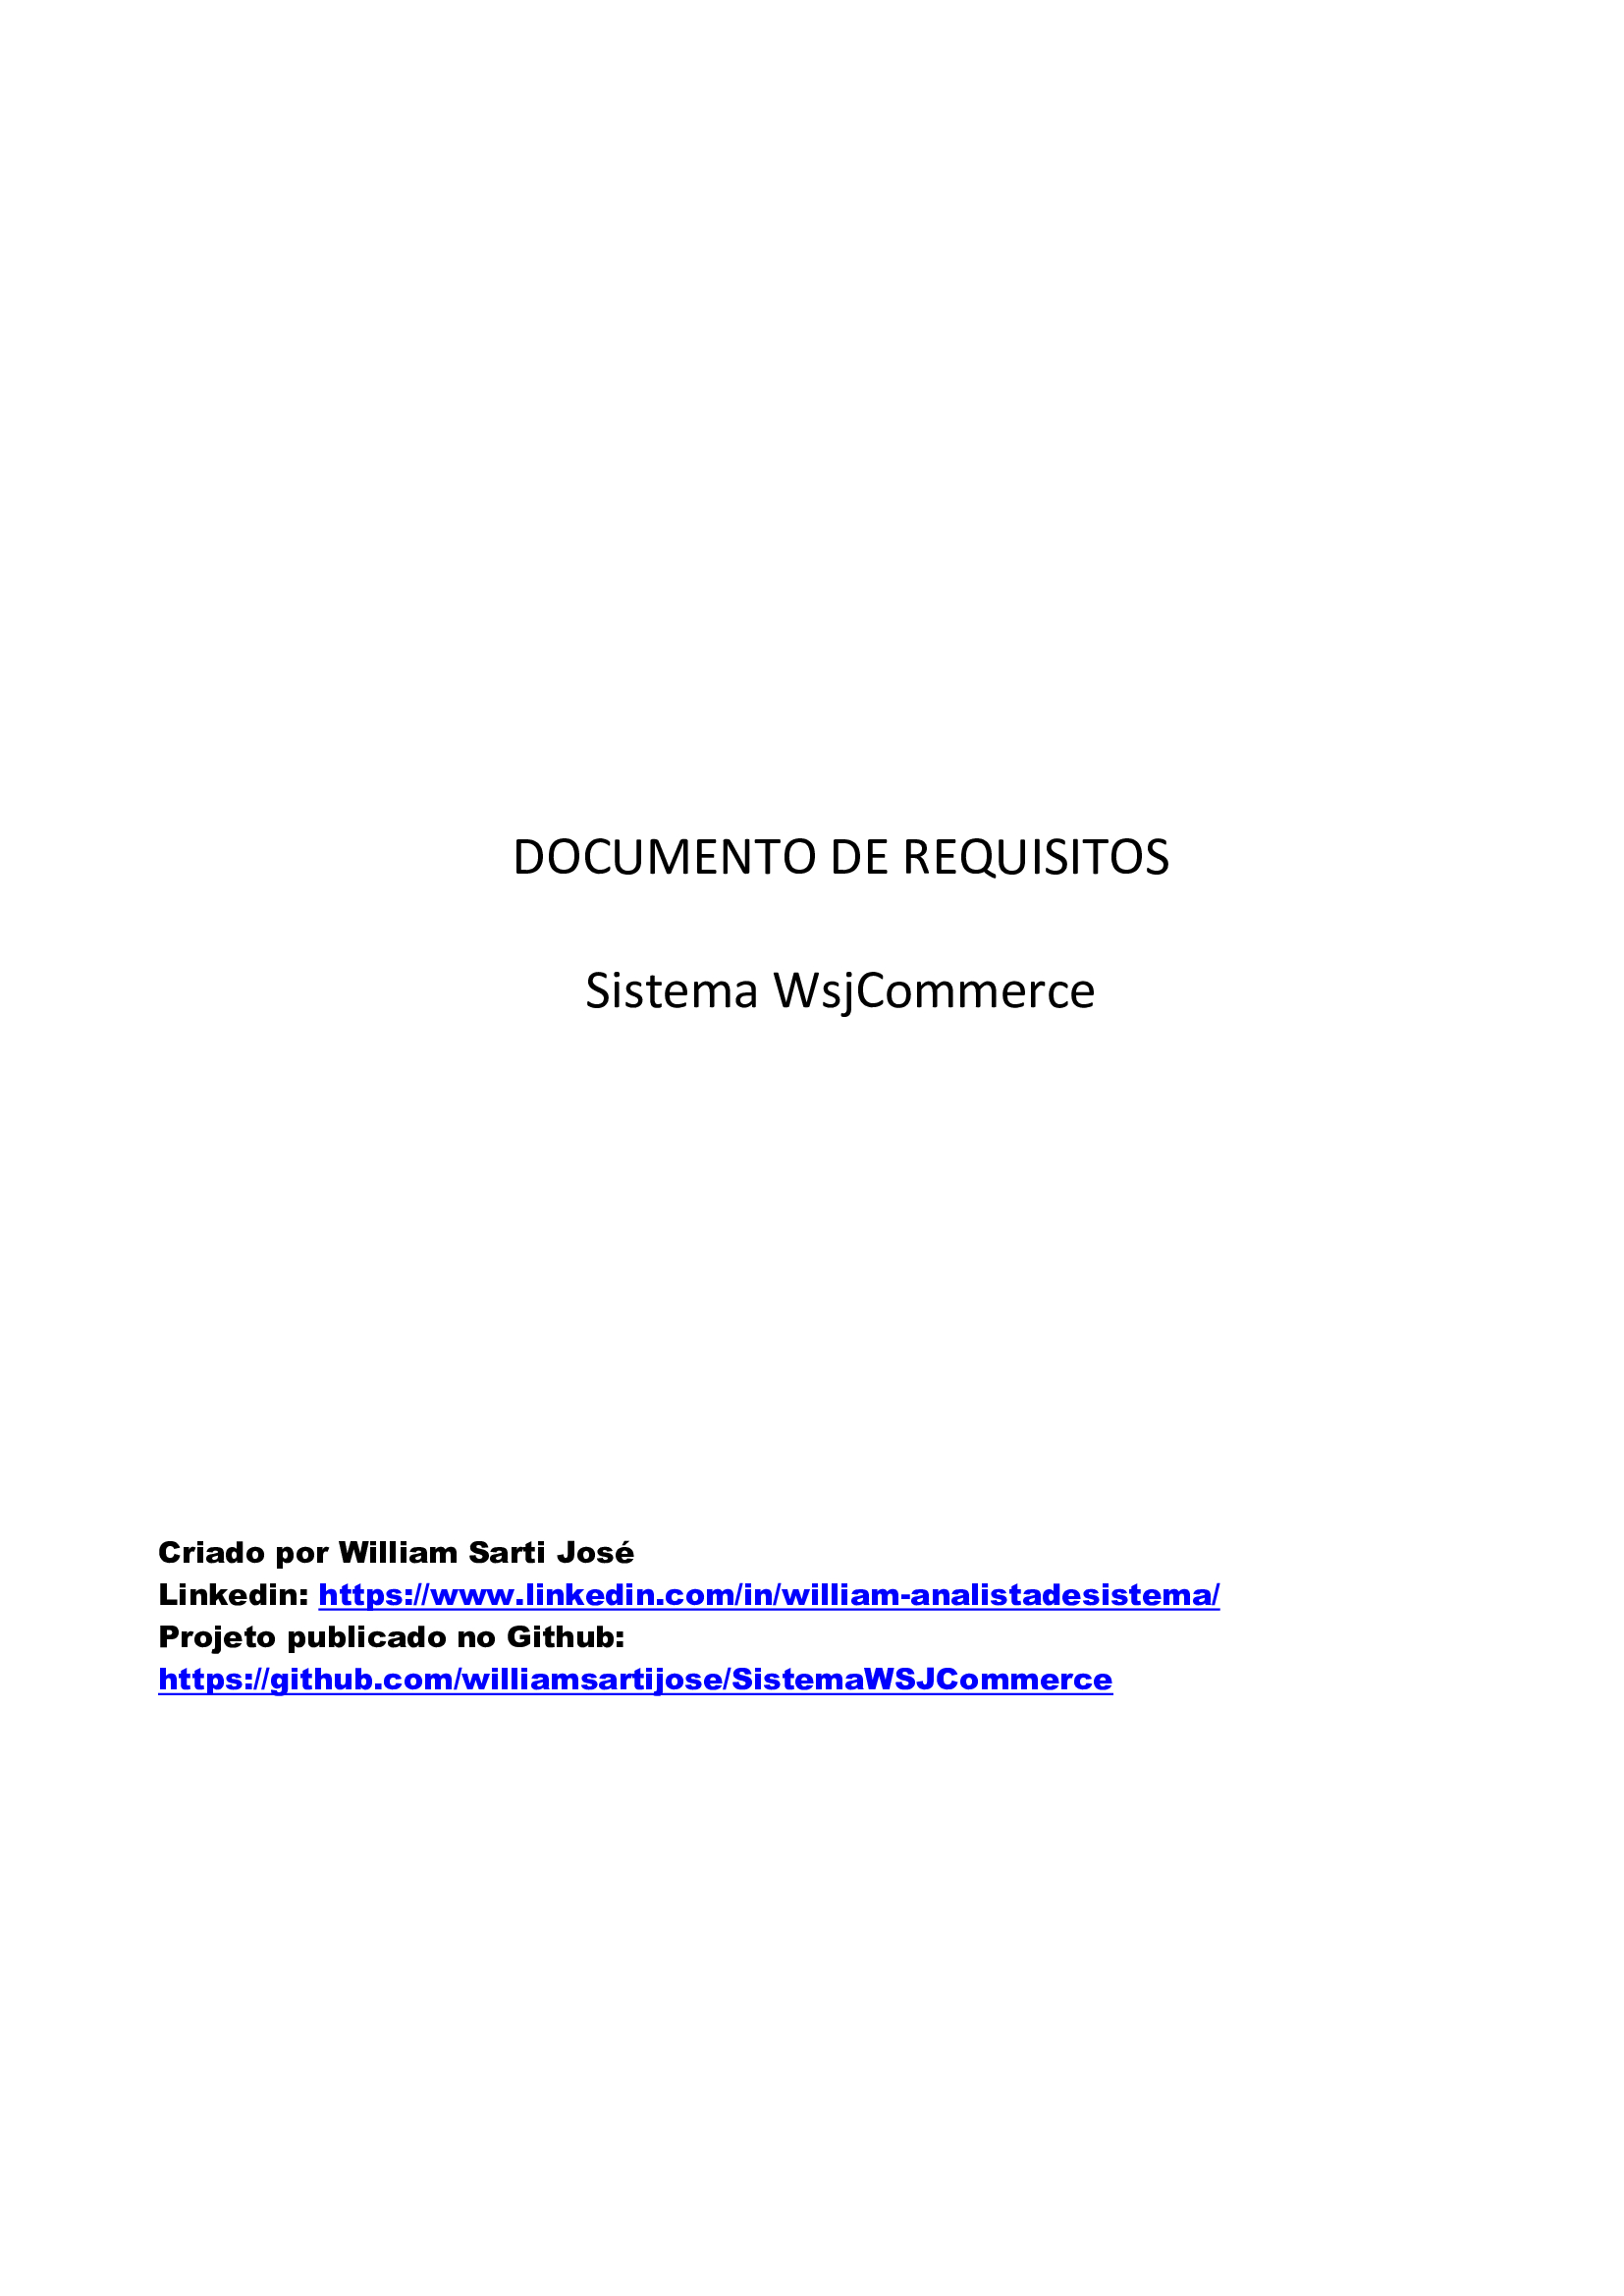 DOCUMENTO DE REQUISITOS
Sistema WsjCommerce
Criado por William Sarti José
Linkedin: https://www.linkedin.com/in/william-analistadesistema/
Projeto publicado no Github:
https://github.com/williamsartijose/SistemaWSJCommerce